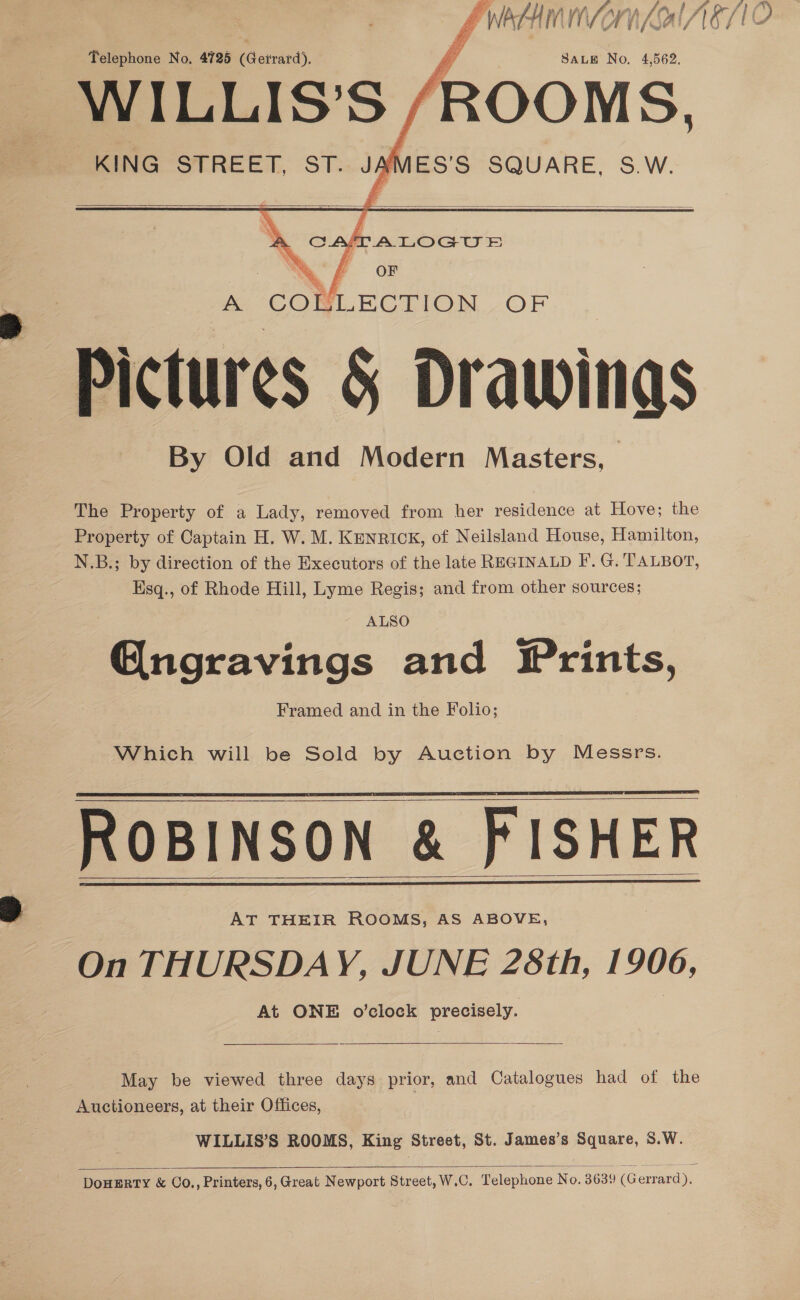 Telephone No. 4725 (Gerrard). SALE No. 4,562.
WILLIS'S ROOMS,
KING STREET, ST. JAMES'S SQUARE, S.W.
A CATALOGUE
OF
A COLLECTION OF
Pictures & Drawings
By Old and Modern Masters,
The Property of a Lady, removed from her residence at Hove; the
Property of Captain H. W. M. KENRICK, of Neilsland House, Hamilton,
N.B.; by direction of the Executors of the late REGINALD F. G. TALBOT,
Esq., of Rhode Hill, Lyme Regis; and from other sources;
ALSO
Engravings and Prints,
Framed and in the Folio;
Which will be Sold by Auction by Messrs.
ROBINSON & FISHER
AT THEIR ROOMS, AS ABOVE,
On THURSDAY, JUNE 28th, 1906,
At ONE o'clock precisely.
May be viewed three days prior, and Catalogues had of the
Auctioneers, at their Offices,
WILLIS'S ROOMS, King Street, St. James's Square, S.W.
DOHERTY & CO., Printers, 6, Great Newport Street, W.C. Telephone No. 3639 (Gerrard).